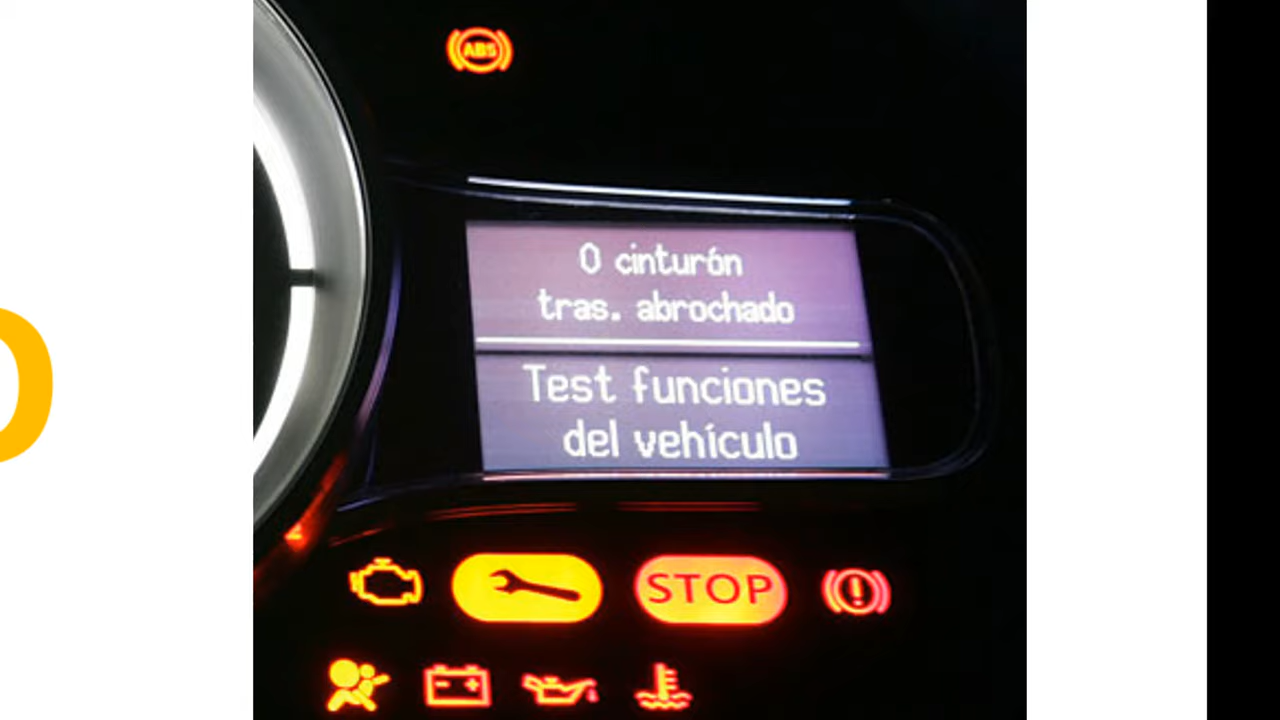 ABS
0 cinturón
tras. abrochado
Test funciones
del vehículo
STOP